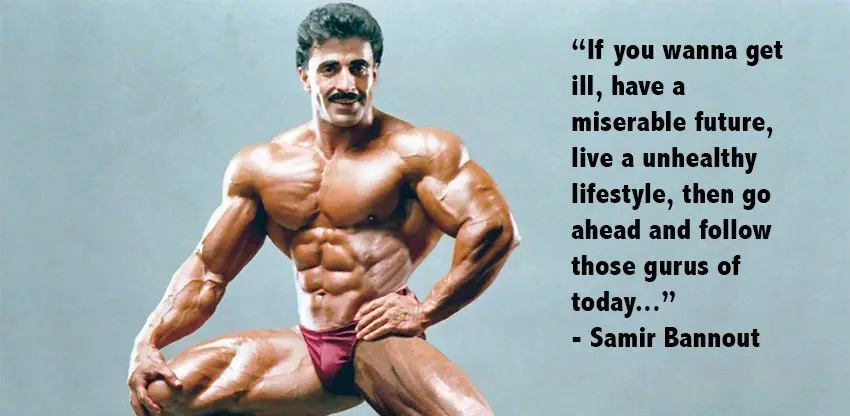 “If you wanna get
ill, have a
miserable future,
live a unhealthy
lifestyle, then go
ahead and follow
those gurus of
today...”
- Samir Bannout